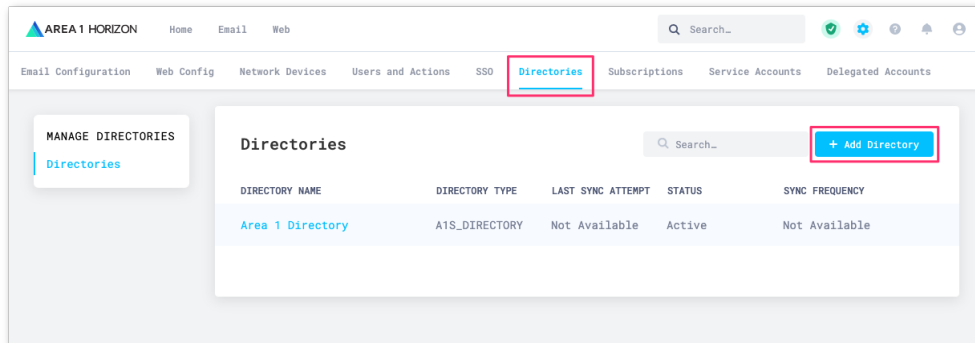 AREA 1 HORIZON Home Email Web Search…
Email Configuration Web Config Network Devices Users and Actions SSO Directories Subscriptions Service Accounts Delegated Accounts
MANAGE DIRECTORIES
Directories
Directories Search… + Add Directory
DIRECTORY NAME DIRECTORY TYPE LAST SYNC ATTEMPT STATUS SYNC FREQUENCY
Area 1 Directory A1S_DIRECTORY Not Available Active Not Available